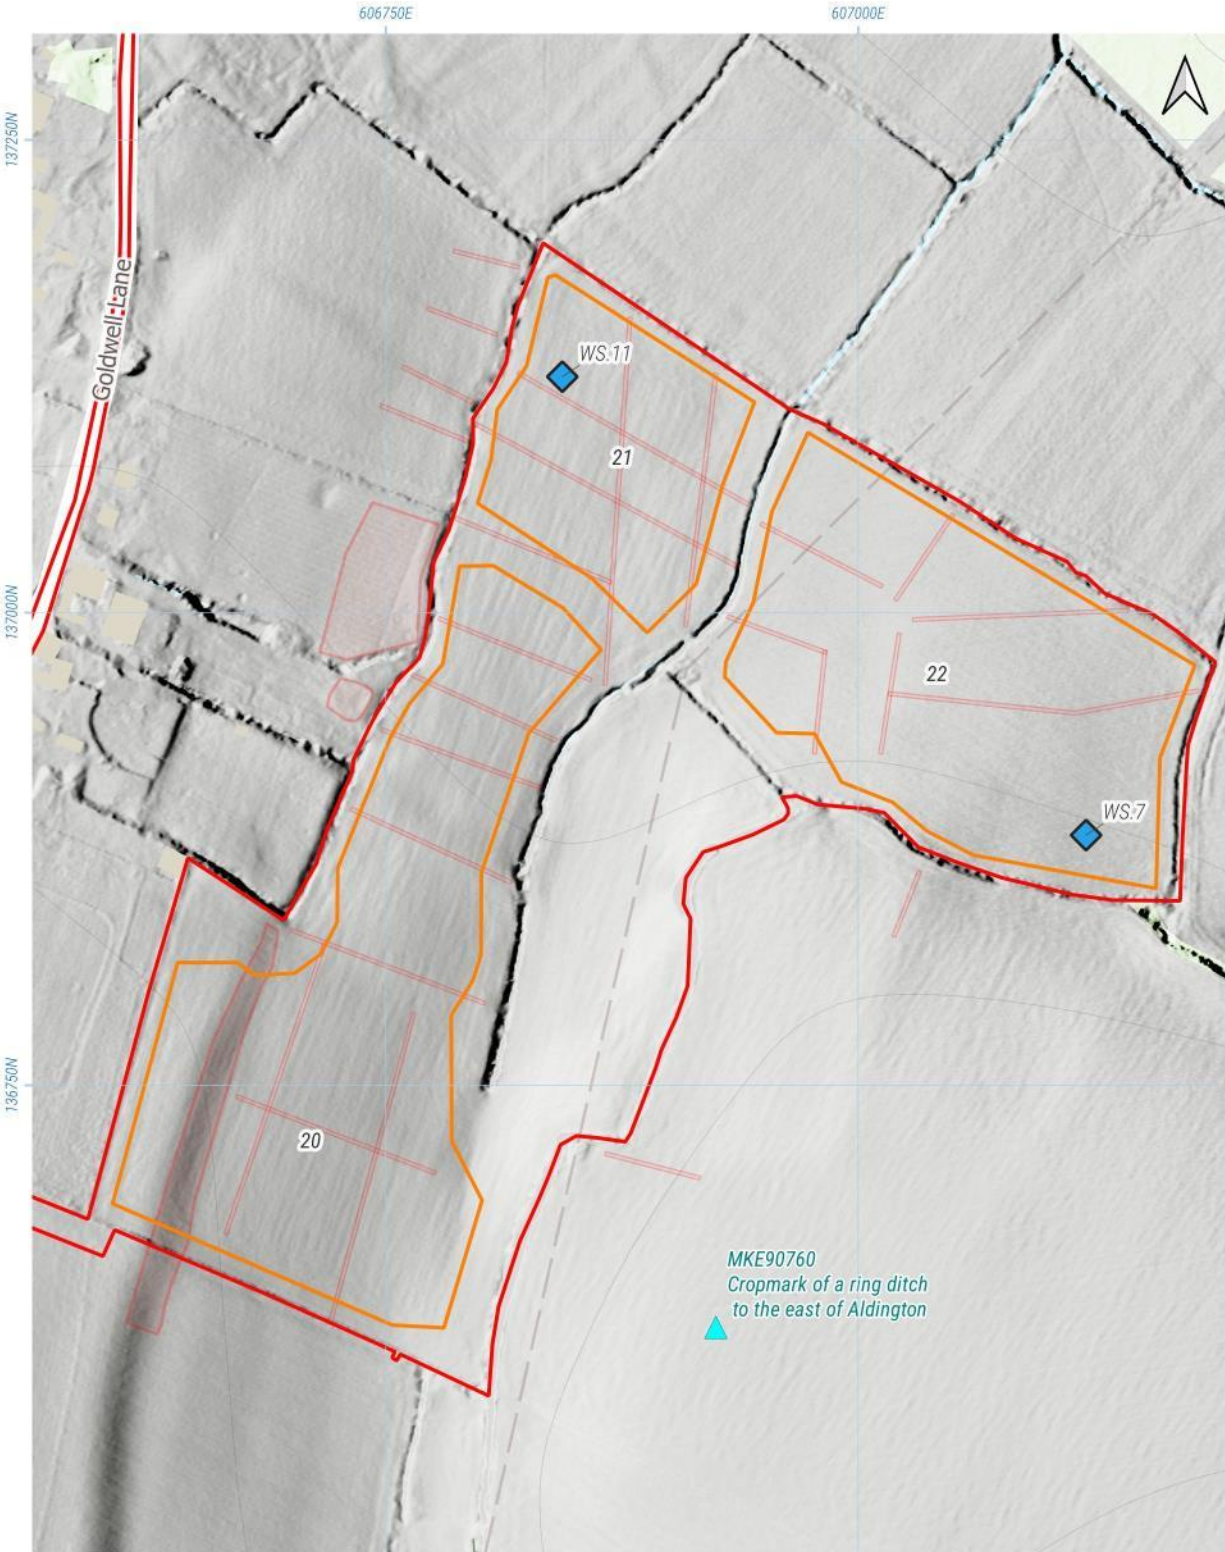 606750E
607000E
137250N
Goldwell Lane
WS.11
21
137000N
22
WS.7
136750N
20
MKE90760
Cropmark of a ring ditch
to the east of Aldington